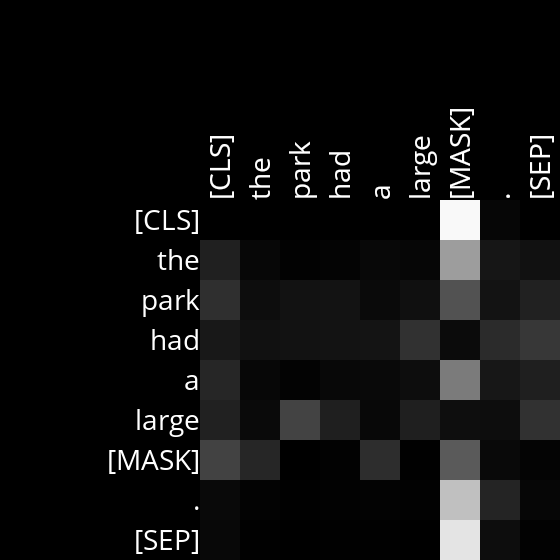 [CLS]
the
park
had
a
large
[MASK]
.
[SEP]
[CLS]
the
park
had
a
large
[MASK]
.
[SEP]